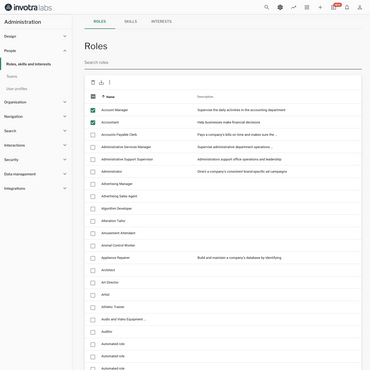 invotra labs
Administration
Design
People
Roles, skills and interests
Teams
User profiles
Organisation
Navigation
Search
Interactions
Security
Data management
Integrations
ROLES SKILLS INTERESTS
Roles
Search roles
Name Description
Account Manager Supervise the daily activities in the accounting department
Accountant Help businesses make financial decisions
Accounts Payable Clerk Pays a company's bills on time and makes sure the ...
Administrative Services Manager Supervise administrative department operations ...
Administrative Support Supervisor Administrators support office operations and leadership
Administrator Direct a company's consistent brand-specific ad campaigns
Advertising Manager
Advertising Sales Agent
Algorithm Developer
Alteration Tailor
Amusement Attendant
Animal Control Worker
Appliance Repairer Build and maintain a company's database by identifying
Architect
Art Director
Artist
Athletic Trainer
Audio and Video Equipment ...
Auditor
Automated role
Automated role
Automated role